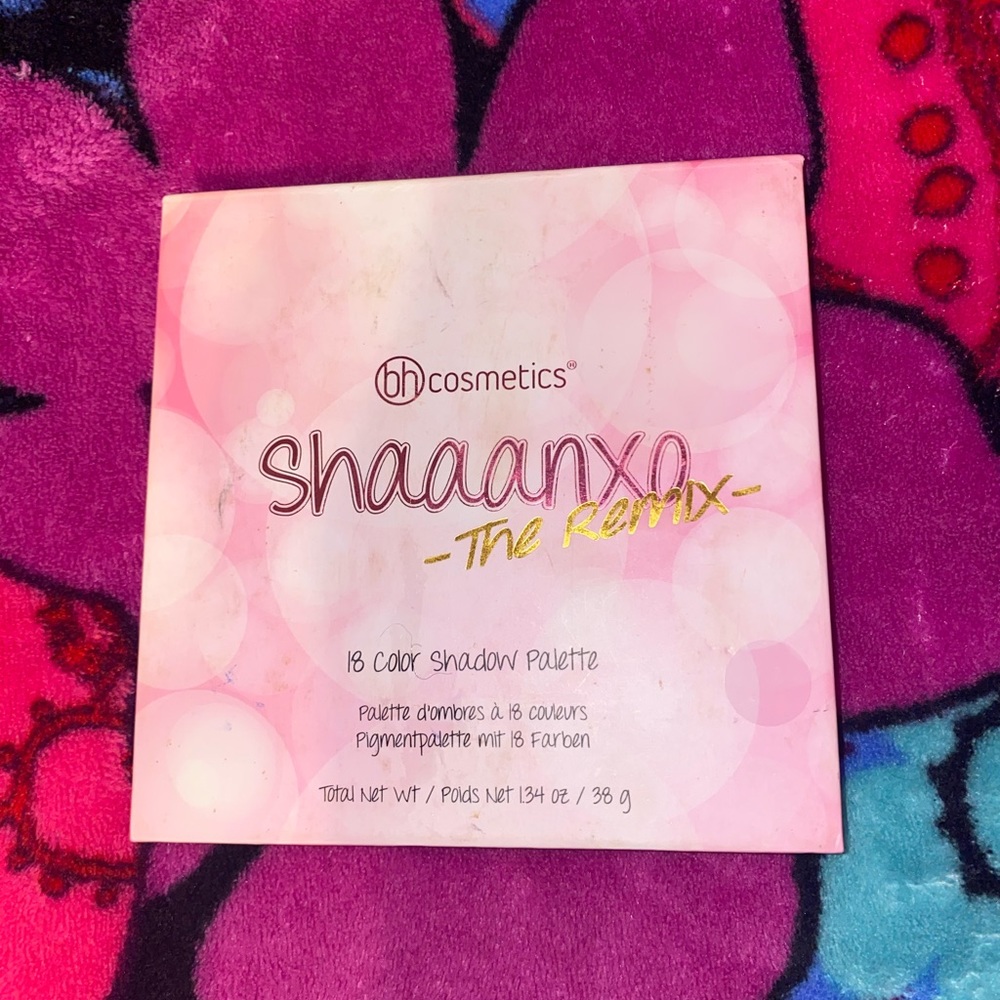 bh cosmetics®
shaaanxo
-The Remix-
18 Color Shadow Palette
Palette d'ombres à 18 couleurs
Pigmentpalette mit 18 Farben
Total Net WT / Poids Net 1.34 oz / 38 g